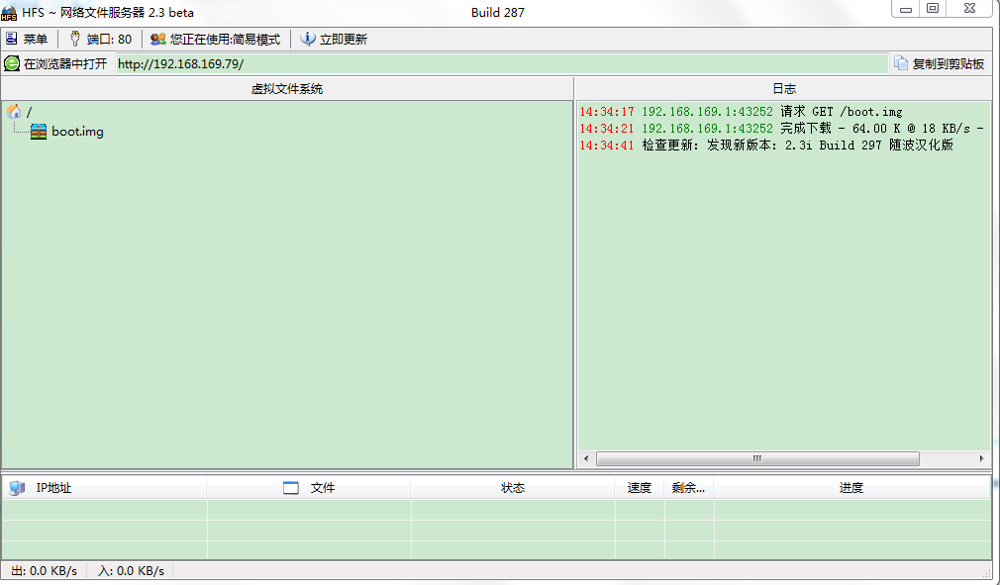 HFS ~ 网络文件服务器 2.3 beta Build 287
菜单 端口: 80 您正在使用:简易模式 立即更新
在浏览器中打开 http://192.168.169.79/ 复制到剪贴板
虚拟文件系统 日志
/
boot.img
14:34:17 192.168.169.1:43252 请求 GET /boot.img
14:34:21 192.168.169.1:43252 完成下载 - 64.00 K @ 18 KB/s -
14:34:41 检查更新: 发现新版本: 2.3i Build 297 随波汉化版
IP地址 文件 状态 速度 剩余... 进度
出: 0.0 KB/s 入: 0.0 KB/s